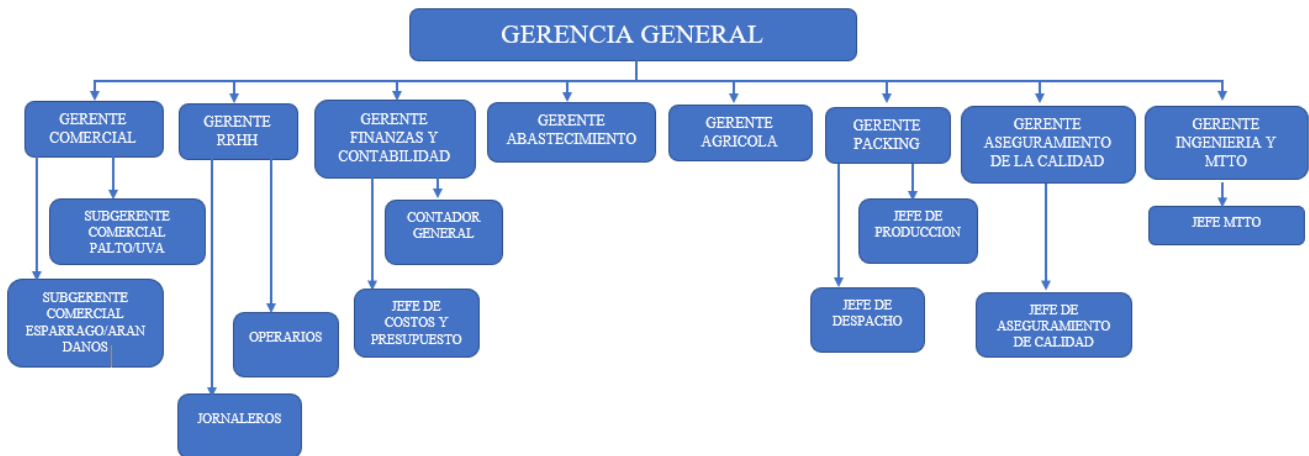 GERENCIA GENERAL
GERENTE
COMERCIAL
GERENTE
RRHH
GERENTE
FINANZAS Y
CONTABILIDAD
GERENTE
ABASTECIMIENTO
GERENTE
AGRICOLA
GERENTE
PACKING
GERENTE
ASEGURAMIENTO
DE LA CALIDAD
GERENTE
INGENIERIA Y
MTTO
SUBGERENTE
COMERCIAL
PALTO/UVA
CONTADOR
GENERAL
JEFE DE
PRODUCCION
JEFE MTTO
SUBGERENTE
COMERCIAL
ESPARRAGO/ARAN
DANOS
OPERARIOS
JEFE DE
COSTOS Y
PRESUPUESTO
JEFE DE
DESPACHO
JEFE DE
ASEGURAMIENTO
DE CALIDAD
JORNALEROS